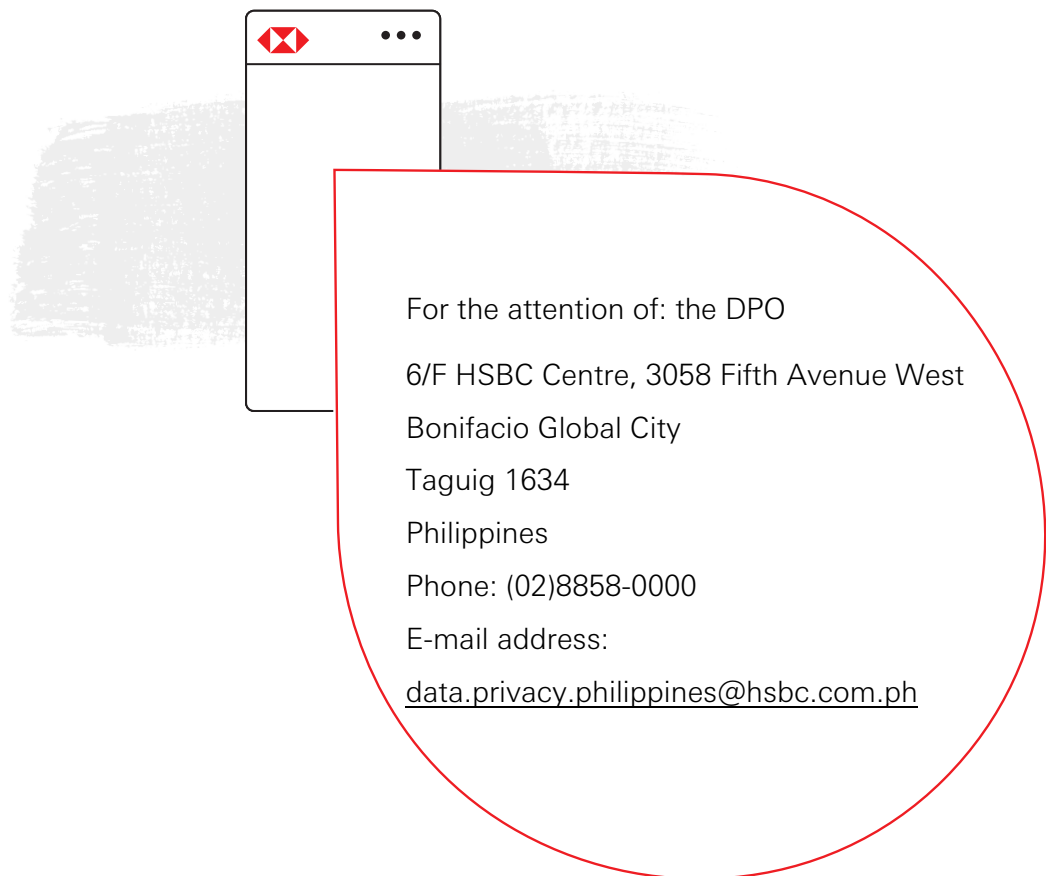 For the attention of: the DPO
6/F HSBC Centre, 3058 Fifth Avenue West
Bonifacio Global City
Taguig 1634
Philippines
Phone: (02)8858-0000
E-mail address:
data.privacy.philippines@hsbc.com.ph